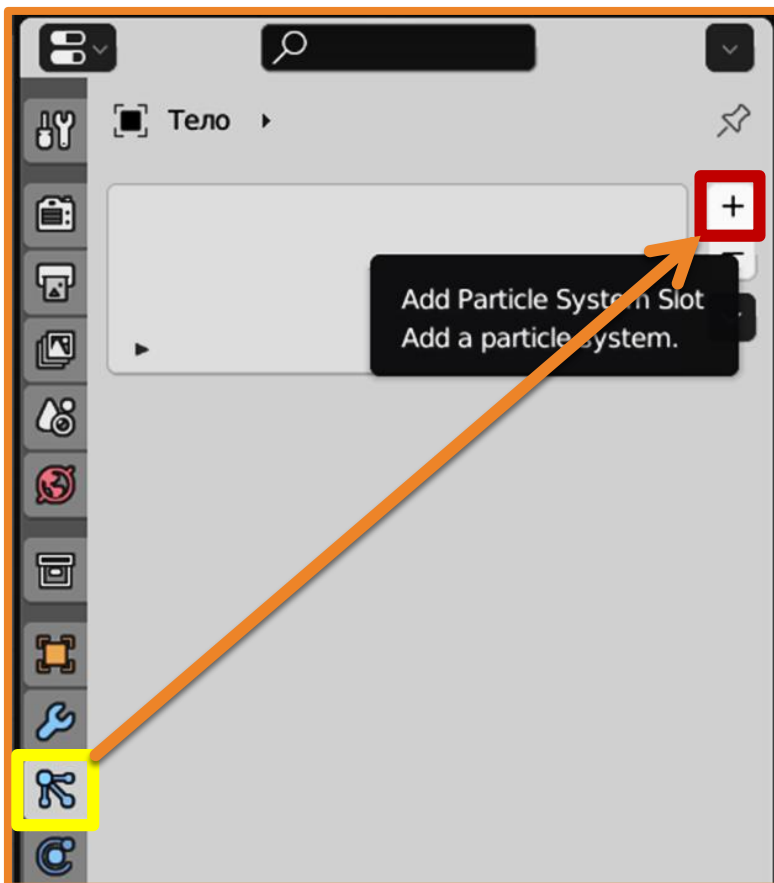 Тело
Add Particle System Slot
Add a particle system.